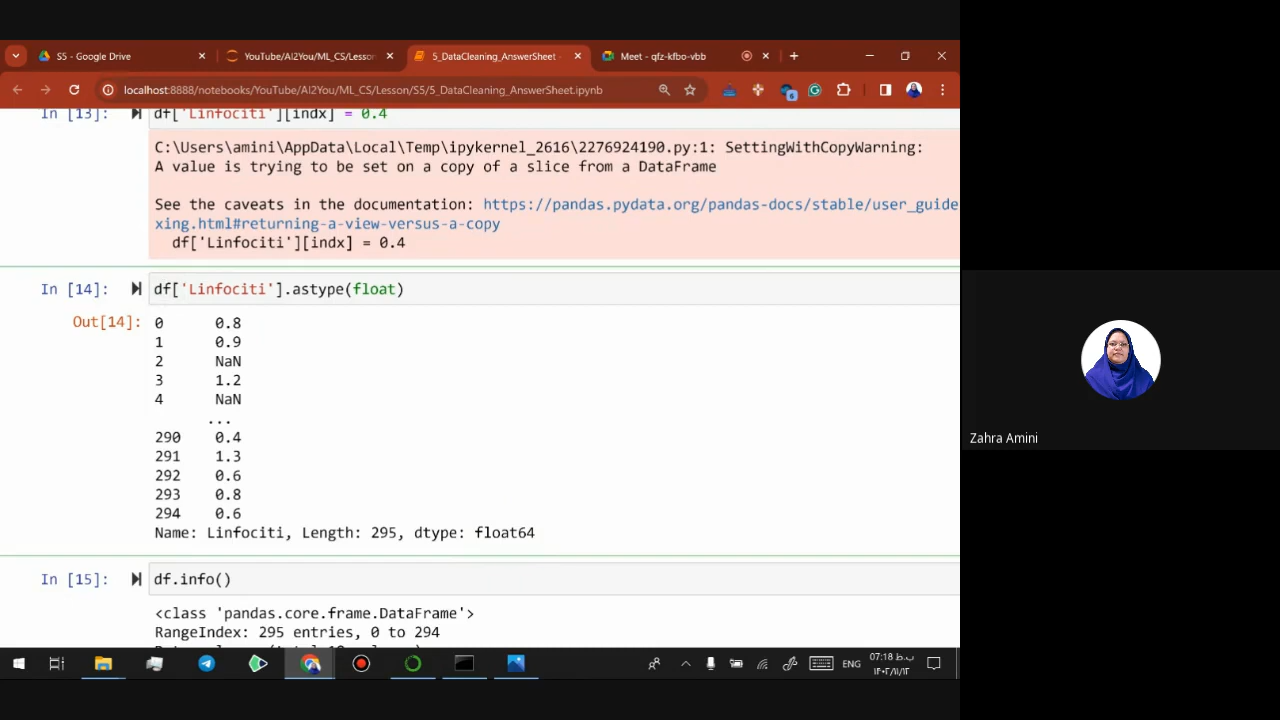 S5 - Google Drive
YouTube/AI2You/ML_CS/Lesson
5_DataCleaning_AnswerSheet -
Meet - qfz-kfbo-vbb
localhost:8888/notebooks/YouTube/AI2You/ML_CS/Lesson/S5/5_DataCleaning_AnswerSheet.ipynb
6
In [13]: df['Linfociti'][indx] = 0.4
C:\Users\amini\AppData\Local\Temp\ipykernel_2616\2276924190.py:1: SettingWithCopyWarning:
A value is trying to be set on a copy of a slice from a DataFrame
See the caveats in the documentation: https://pandas.pydata.org/pandas-docs/stable/user_guide
xing.html#returning-a-view-versus-a-copy
df['Linfociti'][indx] = 0.4
In [14]: df['Linfociti'].astype(float)
Out[14]: 0 0.8
1 0.9
2 NaN
3 1.2
4 NaN
...
290 0.4
291 1.3
292 0.6
293 0.8
294 0.6
Name: Linfociti, Length: 295, dtype: float64
In [15]: df.info()
<class 'pandas.core.frame.DataFrame'>
RangeIndex: 295 entries, 0 to 294
Zahra Amini
ENG
07:18 ب.ظ
۱۴۰۲/۱۱/۱۲